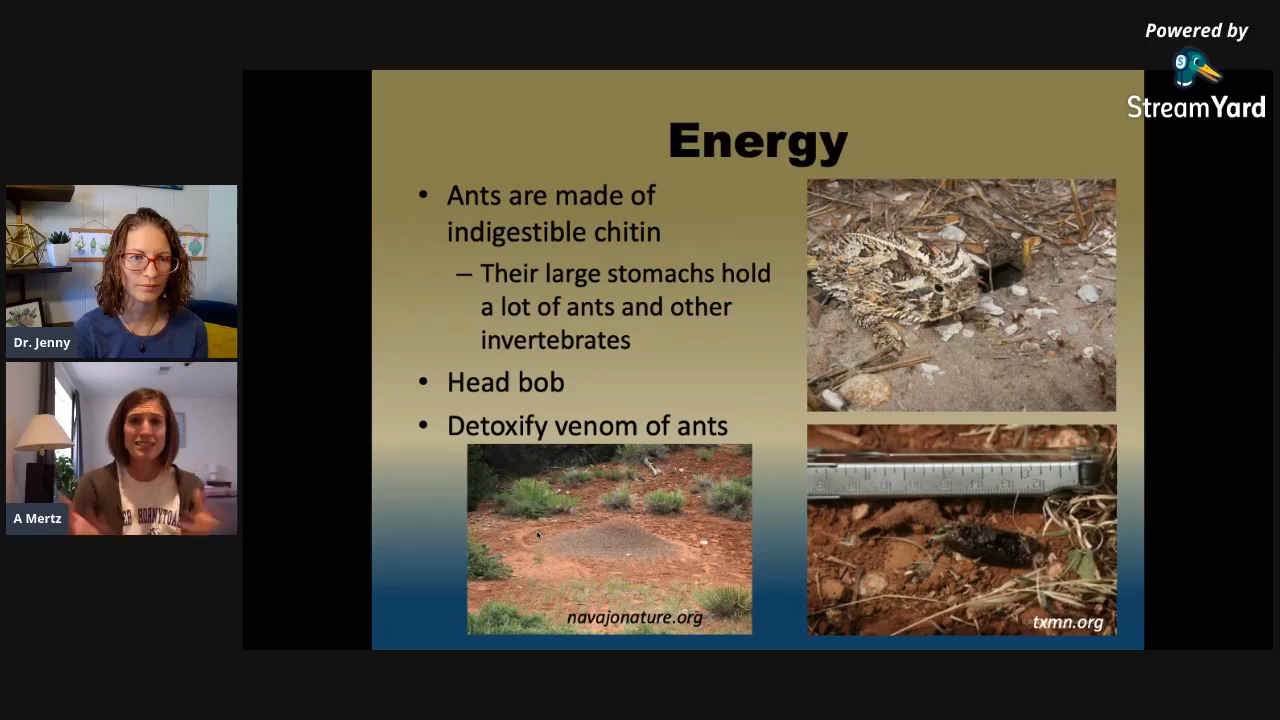 Powered by
StreamYard
Energy
• Ants are made of
indigestible chitin
– Their large stomachs hold
a lot of ants and other
invertebrates
• Head bob
• Detoxify venom of ants
navajonature.org
txmn.org
Dr. Jenny
A Mertz